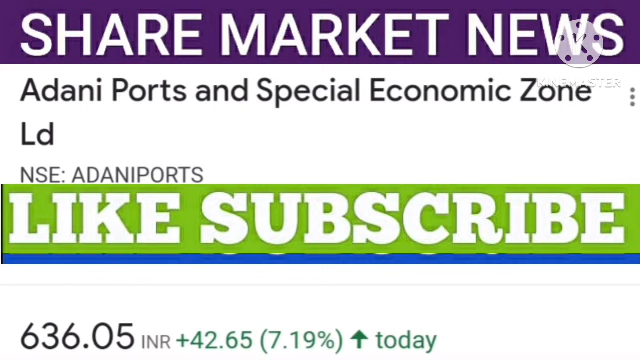 SHARE MARKET NEWS
KINEMASTER
Adani Ports and Special Economic Zone
Ld
NSE: ADANIPORTS
LIKE SUBSCRIBE
636.05 INR +42.65 (7.19%) ↑ today